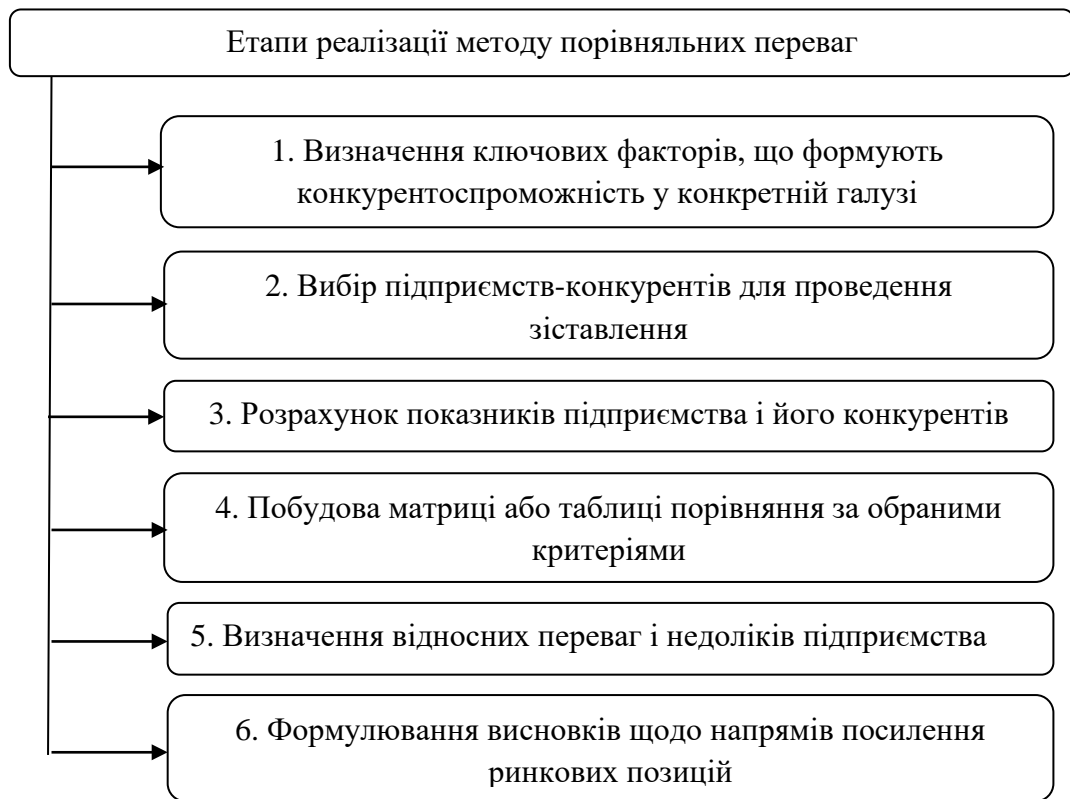 Етапи реалізації методу порівняльних переваг
1. Визначення ключових факторів, що формують
конкурентоспроможність у конкретній галузі
2. Вибір підприємств-конкурентів для проведення
зіставлення
3. Розрахунок показників підприємства і його конкурентів
4. Побудова матриці або таблиці порівняння за обраними
критеріями
5. Визначення відносних переваг і недоліків підприємства
6. Формулювання висновків щодо напрямів посилення
ринкових позицій